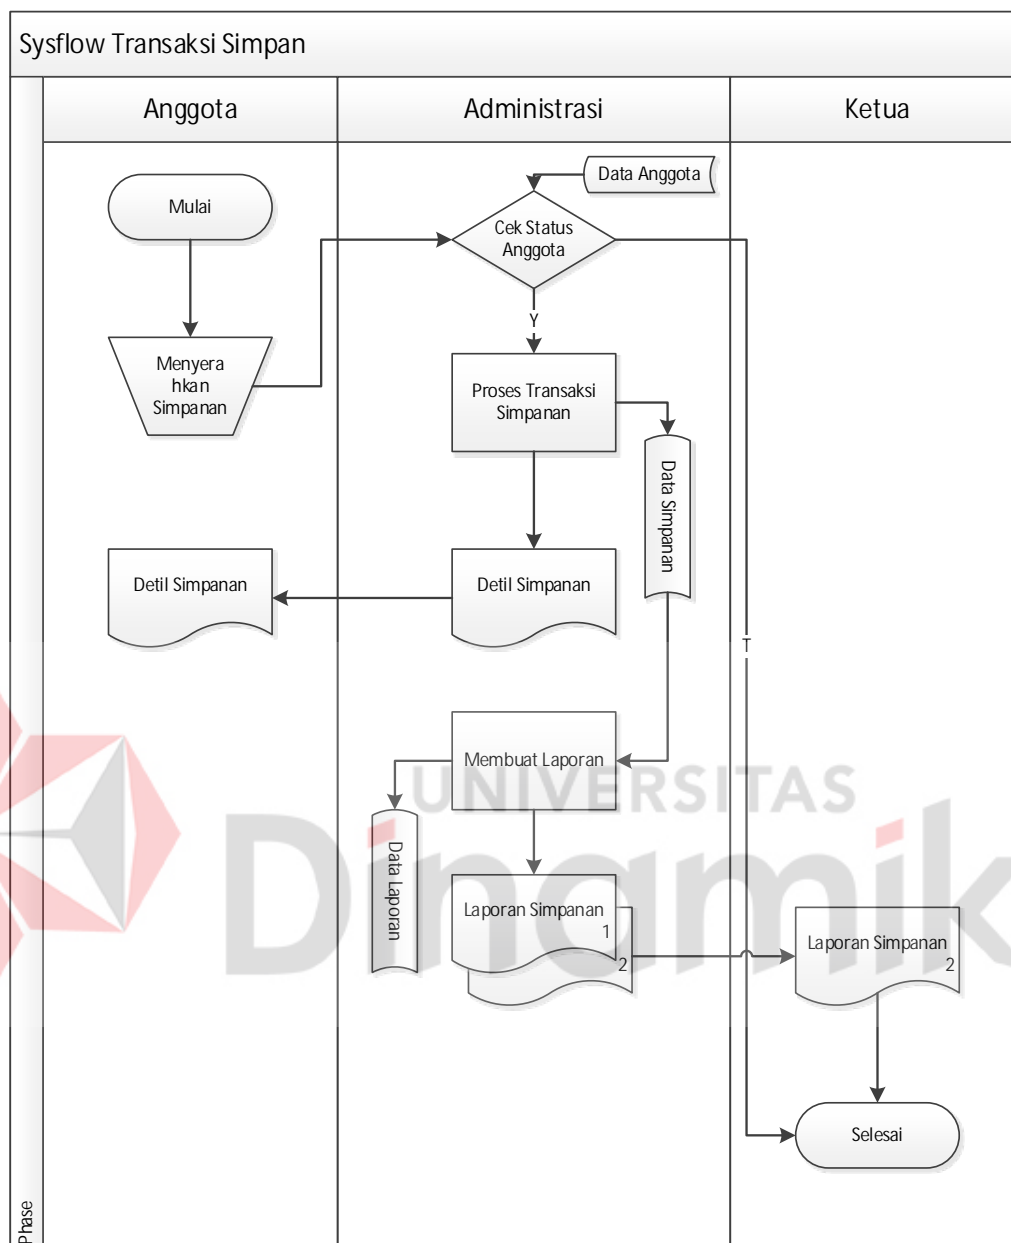 Sysflow Transaksi Simpan
Anggota
Administrasi
Ketua
Data Anggota
Mulai
Cek Status
Anggota
Y
Menyera
hkan
Simpanan
Proses Transaksi
Simpanan
Data Simpanan
Detil Simpanan
Detil Simpanan
T
Membuat Laporan
UNIVERSITAS
Dinamik
Data Laporan
Laporan Simpanan
1
2
Laporan Simpanan
2
Selesai
Phase